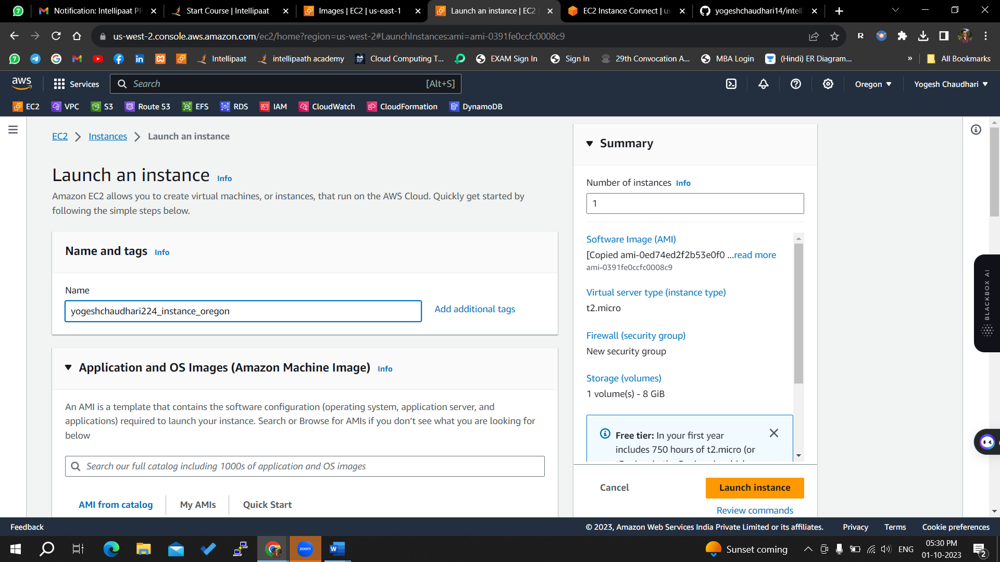 Notification: Intellipaat PR
Start Course | Intellipaat
Images | EC2 | us-east-1
Launch an instance | EC2 |
EC2 Instance Connect | us
yogeshchaudhari14/intelli
us-west-2.console.aws.amazon.com/ec2/home?region=us-west-2#LaunchInstances:ami=ami-0391fe0ccfc0008c9
Intellipaat
intellipaath academy
Cloud Computing T...
EXAM Sign In
Sign In
29th Convocation A...
MBA Login
(Hindi) ER Diagram...
»
All Bookmarks
aws
Services
Search
[Alt+S]
Oregon
Yogesh Chaudhari
EC2
VPC
S3
Route 53
EFS
RDS
IAM
CloudWatch
CloudFormation
DynamoDB
EC2
Instances
Launch an instance
Launch an instance Info
Amazon EC2 allows you to create virtual machines, or instances, that run on the AWS Cloud. Quickly get started by
following the simple steps below.
Name and tags Info
Name
yogeshchaudhari224_instance_oregon
Add additional tags
Application and OS Images (Amazon Machine Image) Info
An AMI is a template that contains the software configuration (operating system, application server, and
applications) required to launch your instance. Search or Browse for AMIs if you don’t see what you are looking for
below
Search our full catalog including 1000s of application and OS images
AMI from catalog
My AMIs
Quick Start
Summary
Number of instances Info
1
Software Image (AMI)
[Copied ami-0ed74ed2f2b53e0f0 ...read more
ami-0391fe0ccfc0008c9
Virtual server type (instance type)
t2.micro
Firewall (security group)
New security group
Storage (volumes)
1 volume(s) - 8 GiB
Free tier: In your first year
includes 750 hours of t2.micro (or
Cancel
Launch instance
Review commands
BLACKBOX AI
Feedback
© 2023, Amazon Web Services India Private Limited or its affiliates.
Privacy
Terms
Cookie preferences
zoom
W
Sunset coming
ENG
05:30 PM
01-10-2023
2